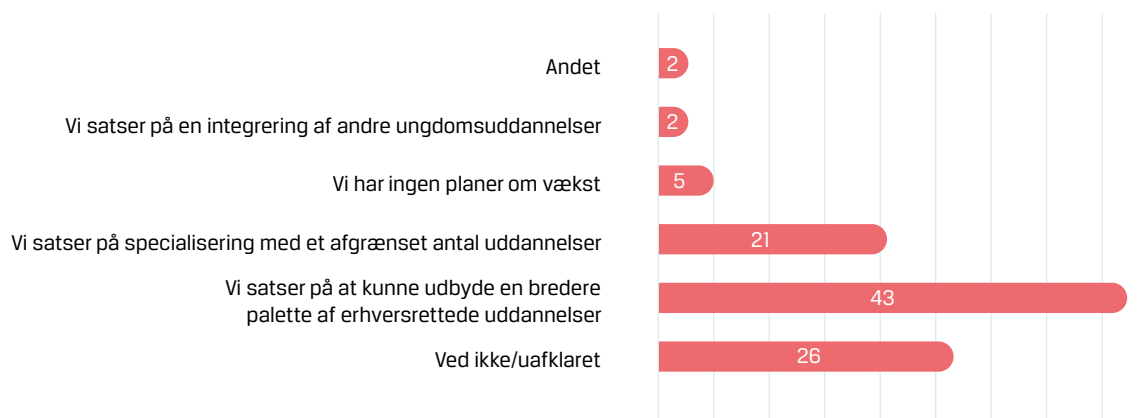 Andet
2
Vi satser på en integrering af andre ungdomsuddannelser
2
Vi har ingen planer om vækst
5
Vi satser på specialisering med et afgrænset antal uddannelser
21
Vi satser på at kunne udbyde en bredere
palette af erhversrettede uddannelser
43
Ved ikke/uafklaret
26